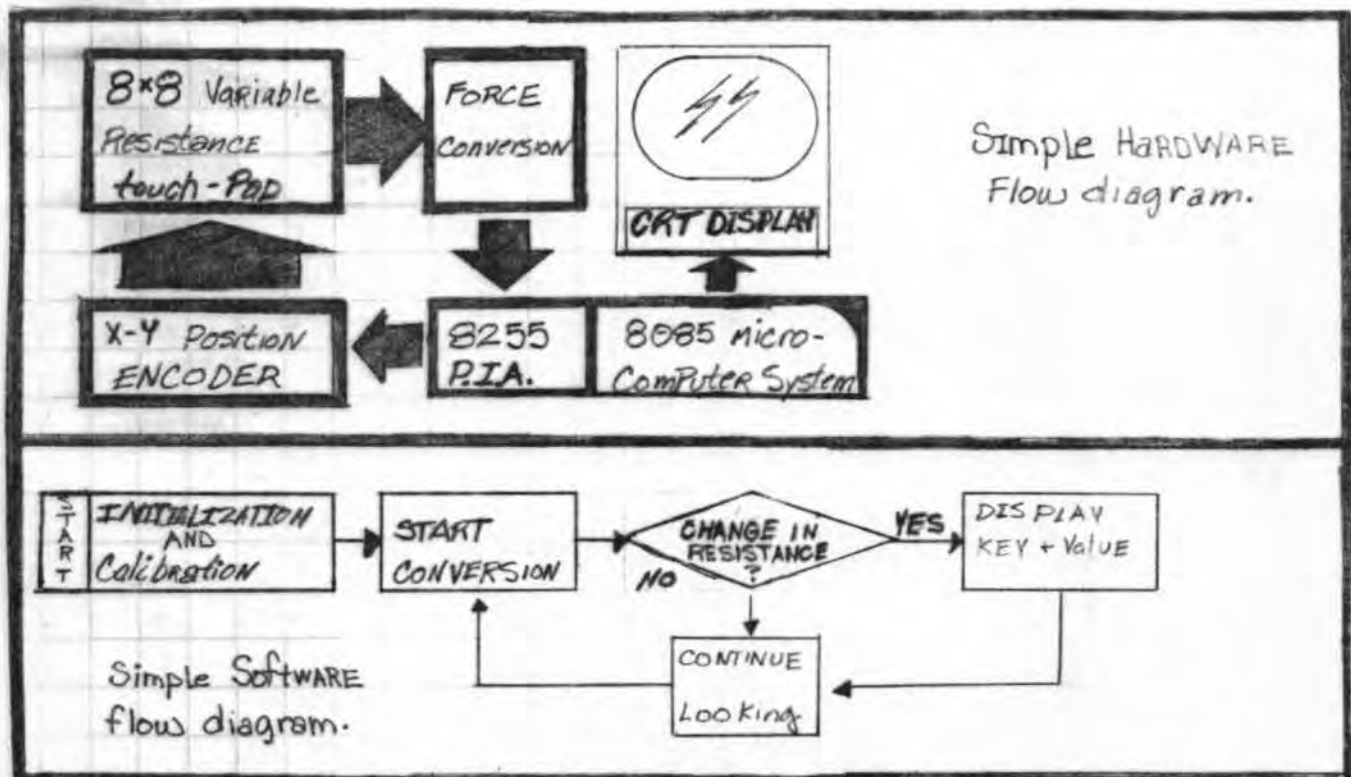 8×8 Variable
Resistance
touch-Pad
FORCE
Conversion
CRT DISPLAY
Simple HARDWARE
Flow diagram.
X-Y Position
ENCODER
8255
P.I.A.
8085 micro-
Computer System
START
INITIELIZATION
AND
Calibration
START
CONVERSION
CHANGE IN
RESISTANCE
?
YES
NO
DISPLAY
KEY + Value
CONTINUE
Looking
Simple Software
flow diagram.